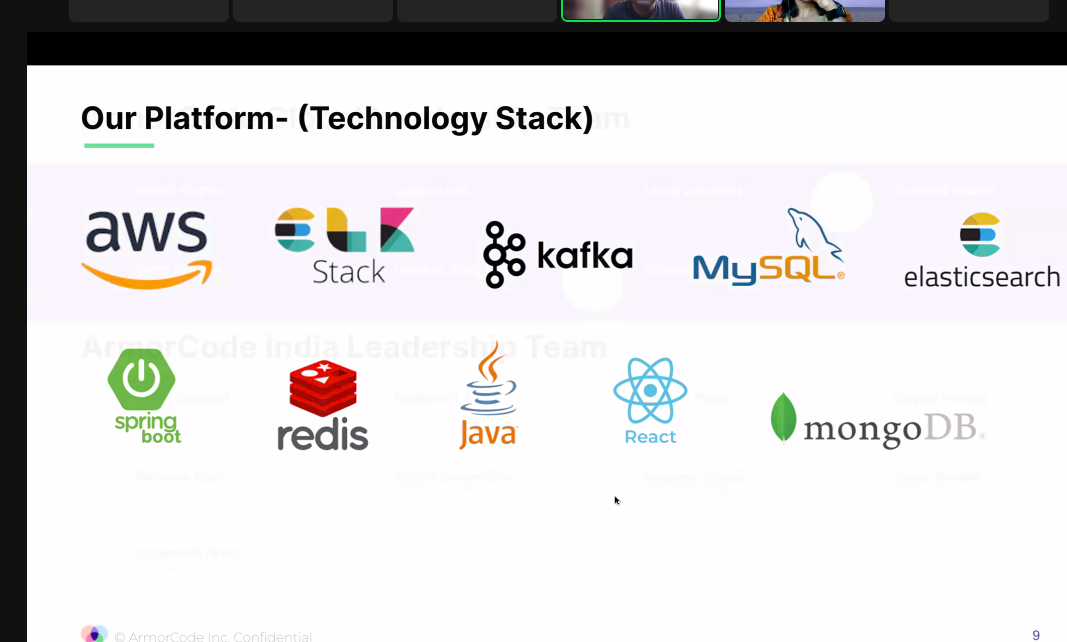 Our Platform- (Technology Stack)
aws
ELK
Stack
kafka
MySQL®
elasticsearch
spring
boot
redis
Java
React
mongoDB®
ArmorCode India Leadership Team
© ArmorCode Inc. Confidential
9